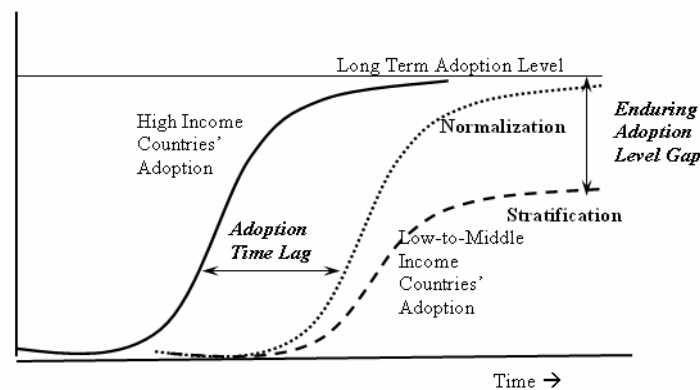 Long Term Adoption Level
High Income
Countries’
Adoption
Normalization
Enduring
Adoption
Level Gap
Adoption
Time Lag
Stratification
Low-to-Middle
Income
Countries’
Adoption
Time →